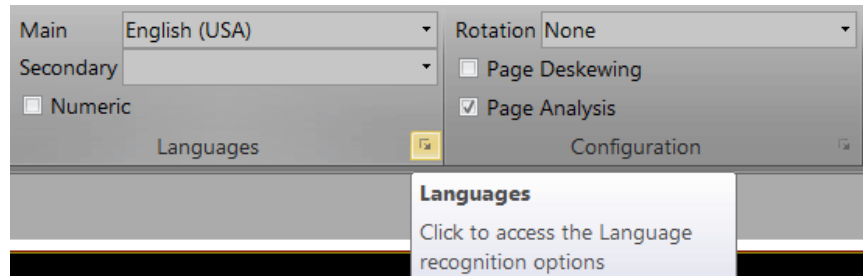 Main English (USA) Rotation None
Secondary Page Deskewing
Numeric Page Analysis
Languages Configuration
Languages
Click to access the Language
recognition options